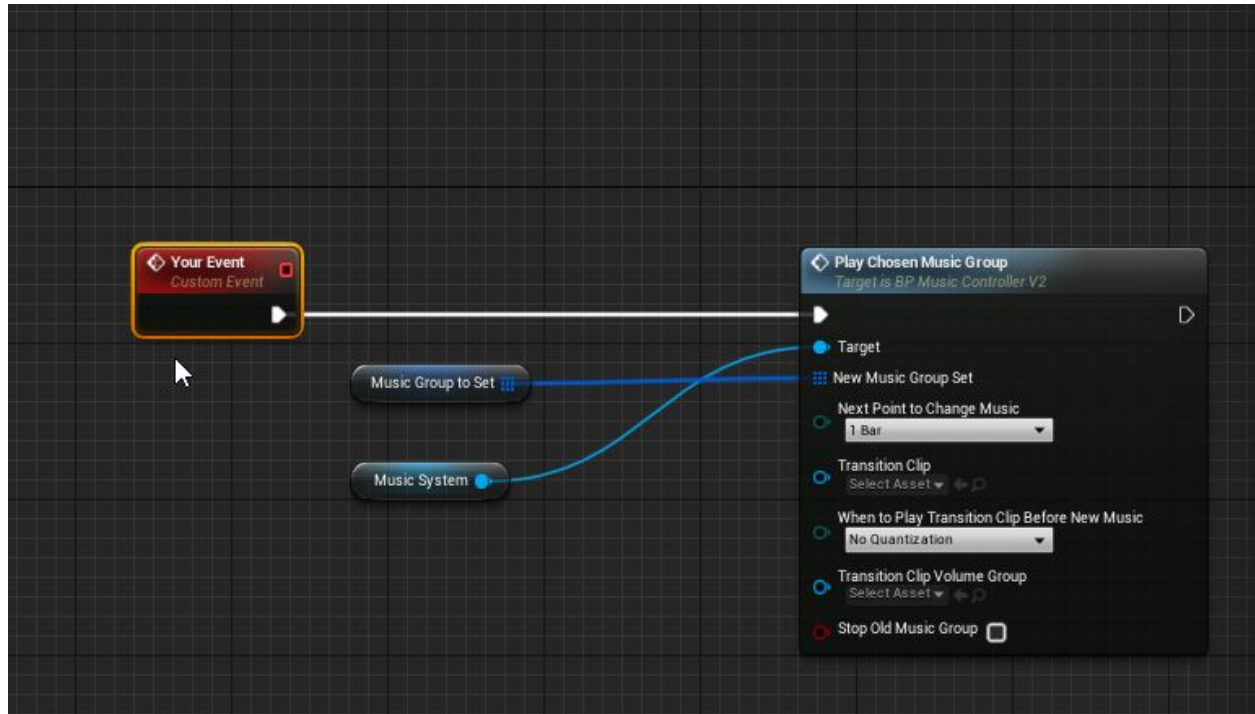 Your Event
Custom Event
Play Chosen Music Group
Target is BP Music Controller V2
Target
Music Group to Set
New Music Group Set
Next Point to Change Music
1 Bar
Music System
Transition Clip
Select Asset
When to Play Transition Clip Before New Music
No Quantization
Transition Clip Volume Group
Select Asset
Stop Old Music Group